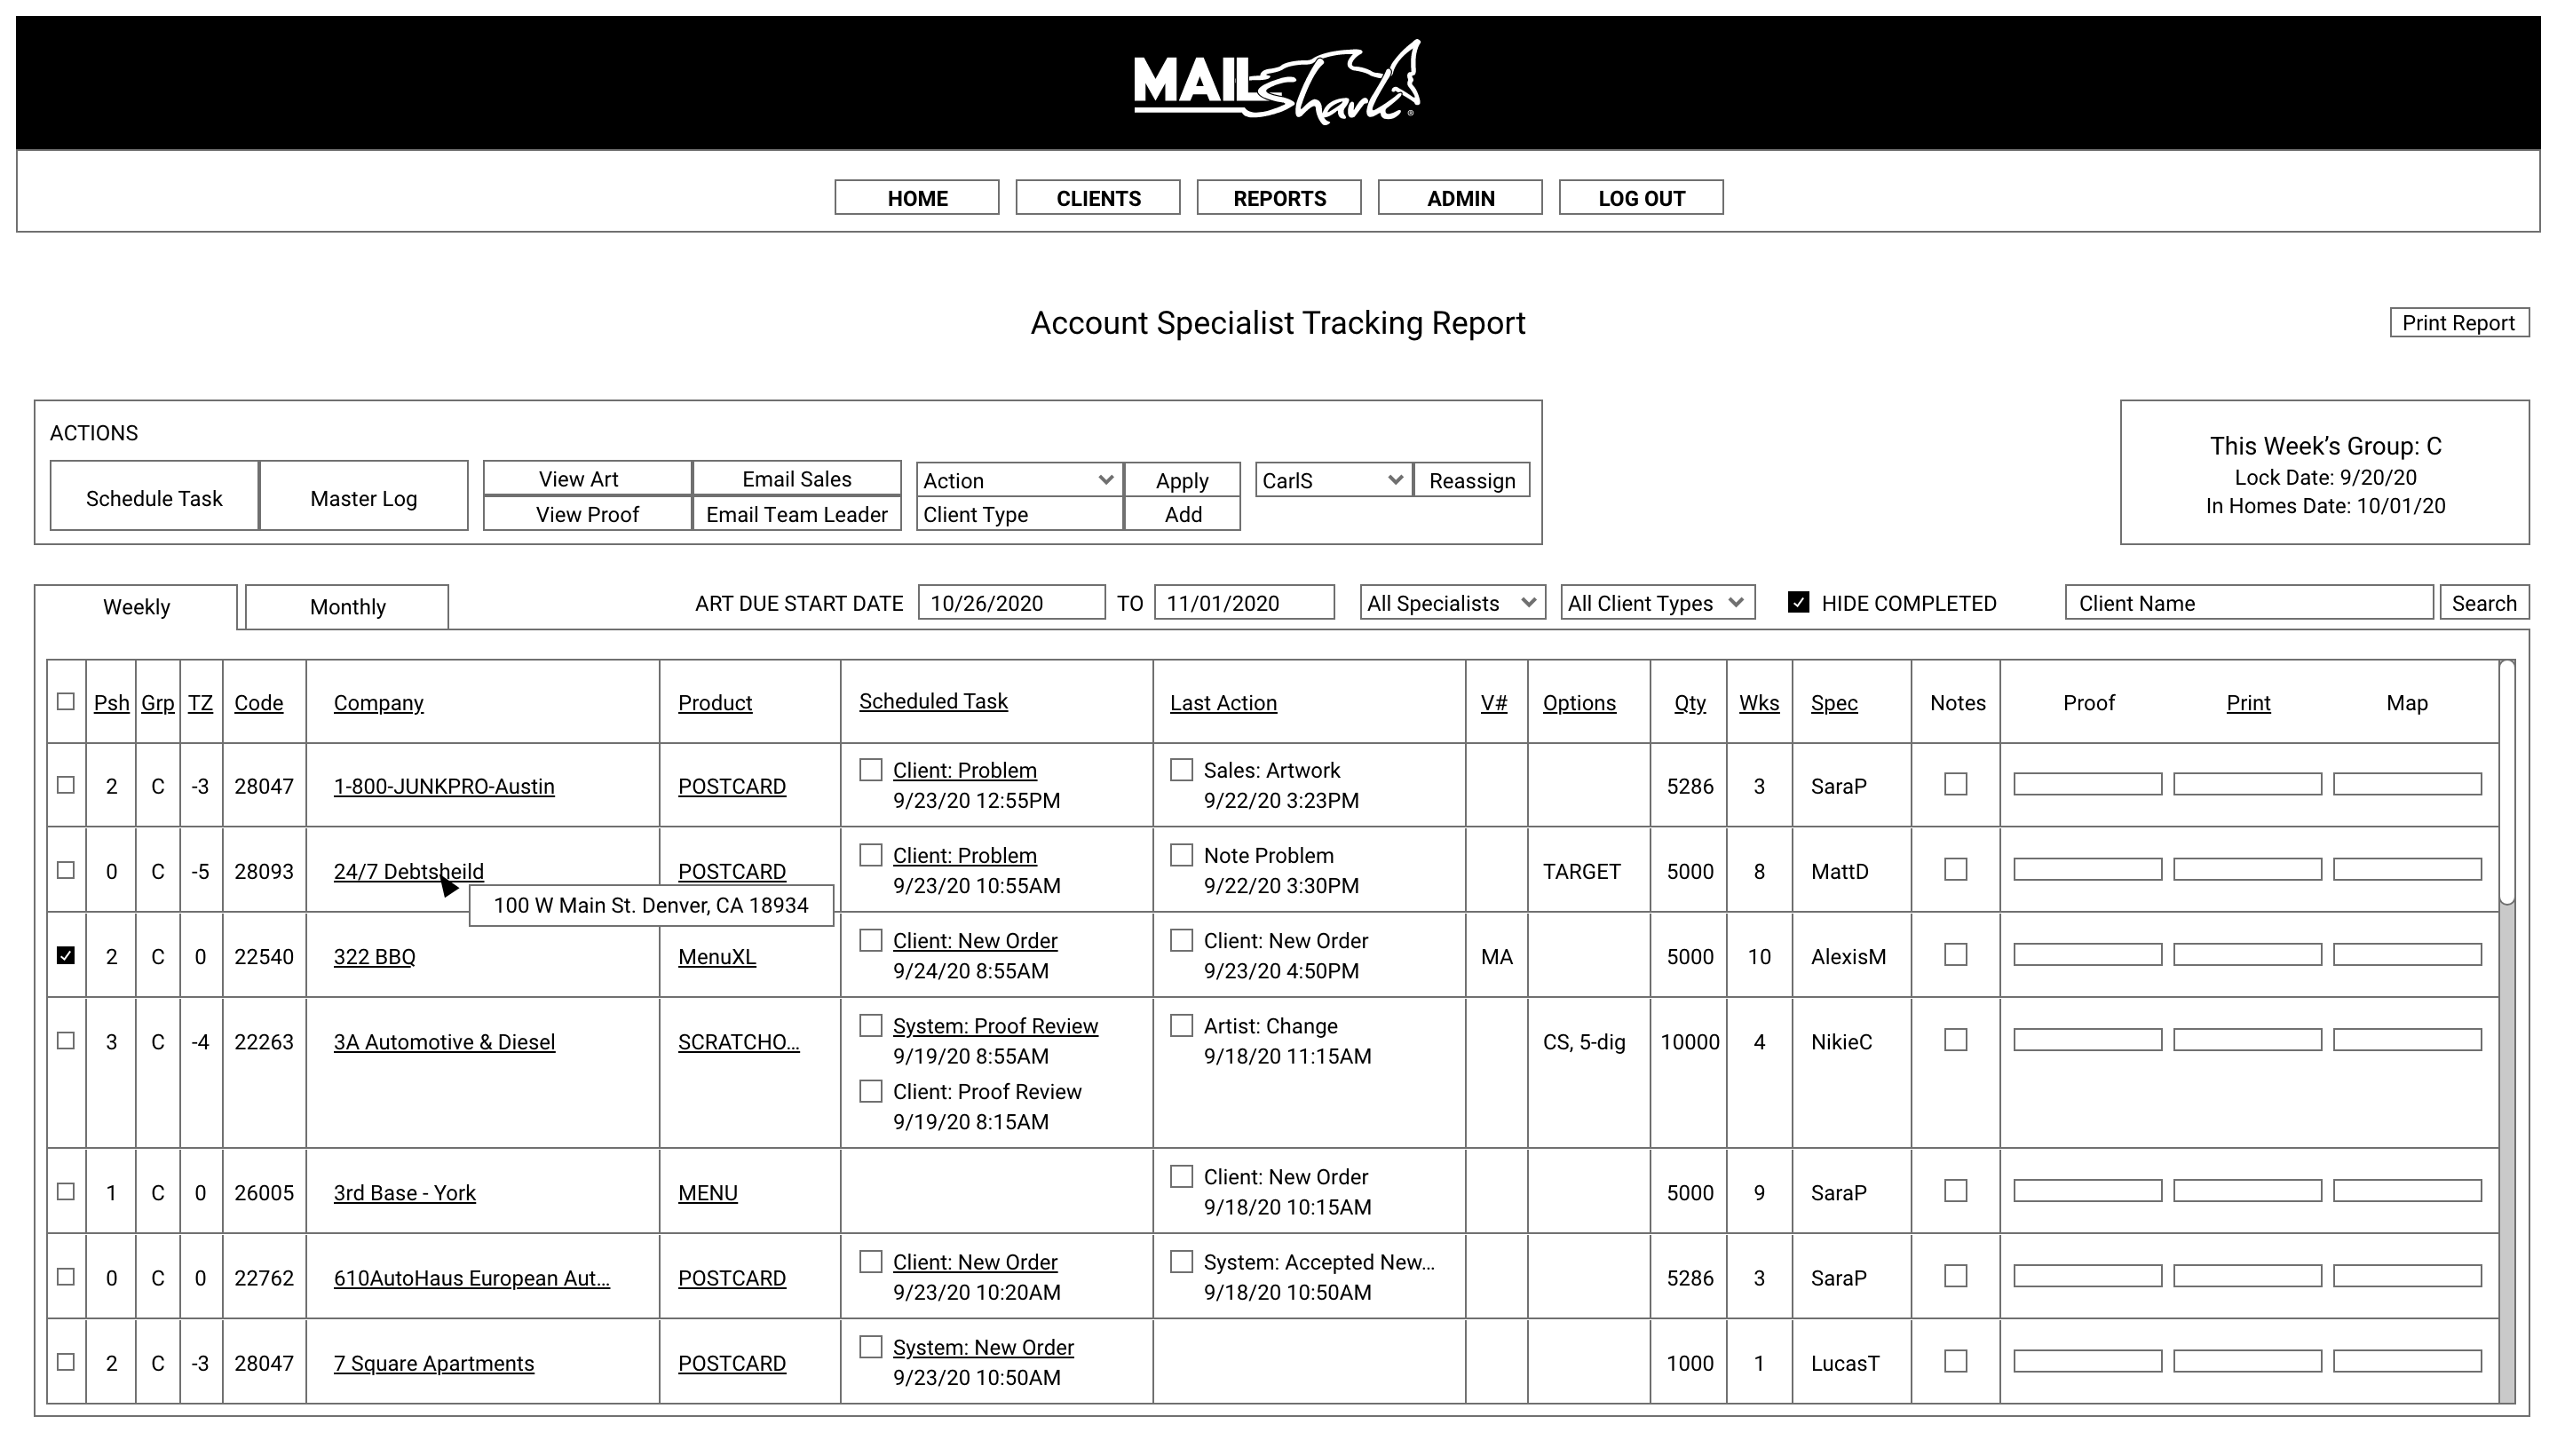 MAIL Shark®
HOME CLIENTS REPORTS ADMIN LOG OUT
Account Specialist Tracking Report
Print Report
ACTIONS
Schedule Task Master Log
View Art Email Sales
View Proof Email Team Leader
Action Apply CarlS Reassign
Client Type Add
This Week’s Group: C
Lock Date: 9/20/20
In Homes Date: 10/01/20
Weekly Monthly
ART DUE START DATE 10/26/2020 TO 11/01/2020 All Specialists All Client Types HIDE COMPLETED Client Name Search
Psh Grp TZ Code Company Product Scheduled Task Last Action V# Options Qty Wks Spec Notes Proof Print Map
2 C -3 28047 1-800-JUNKPRO-Austin POSTCARD Client: Problem Sales: Artwork 5286 3 SaraP
9/23/20 12:55PM 9/22/20 3:23PM
0 C -5 28093 24/7 Debtsheild POSTCARD Client: Problem Note Problem TARGET 5000 8 MattD
9/23/20 10:55AM 9/22/20 3:30PM
100 W Main St. Denver, CA 18934
2 C 0 22540 322 BBQ MenuXL Client: New Order Client: New Order MA 5000 10 AlexisM
9/24/20 8:55AM 9/23/20 4:50PM
3 C -4 22263 3A Automotive & Diesel SCRATCHO... System: Proof Review Artist: Change CS, 5-dig 10000 4 NikieC
9/19/20 8:55AM 9/18/20 11:15AM
Client: Proof Review
9/19/20 8:15AM
1 C 0 26005 3rd Base - York MENU Client: New Order 5000 9 SaraP
9/18/20 10:15AM
0 C 0 22762 610AutoHaus European Aut... POSTCARD Client: New Order System: Accepted New... 5286 3 SaraP
9/23/20 10:20AM 9/18/20 10:50AM
2 C -3 28047 7 Square Apartments POSTCARD System: New Order 1000 1 LucasT
9/23/20 10:50AM